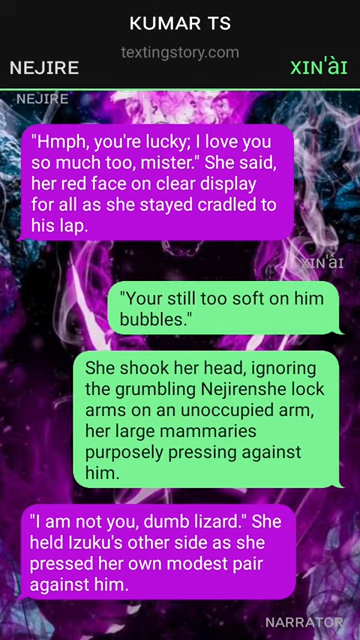 KUMAR TS
textingstory.com
NEJIRE
XIN'ÀI
NEJIRE
"Hmph, you're lucky; I love you
so much too, mister." She said,
her red face on clear display
for all as she stayed cradled to
his lap.
XIN'ÀI
"Your still too soft on him
bubbles."
She shook her head, ignoring
the grumbling Nejirenshe lock
arms on an unoccupied arm,
her large mammaries
purposely pressing against
him.
"I am not you, dumb lizard." She
held Izuku's other side as she
pressed her own modest pair
against him.
NARRATOR